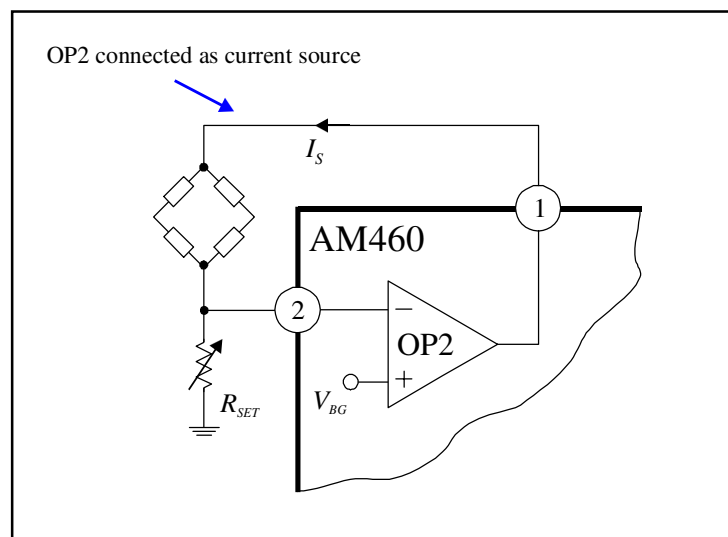 OP2 connected as current source
I_S
1
AM460
2
−
OP2
+
V_BG
R_SET